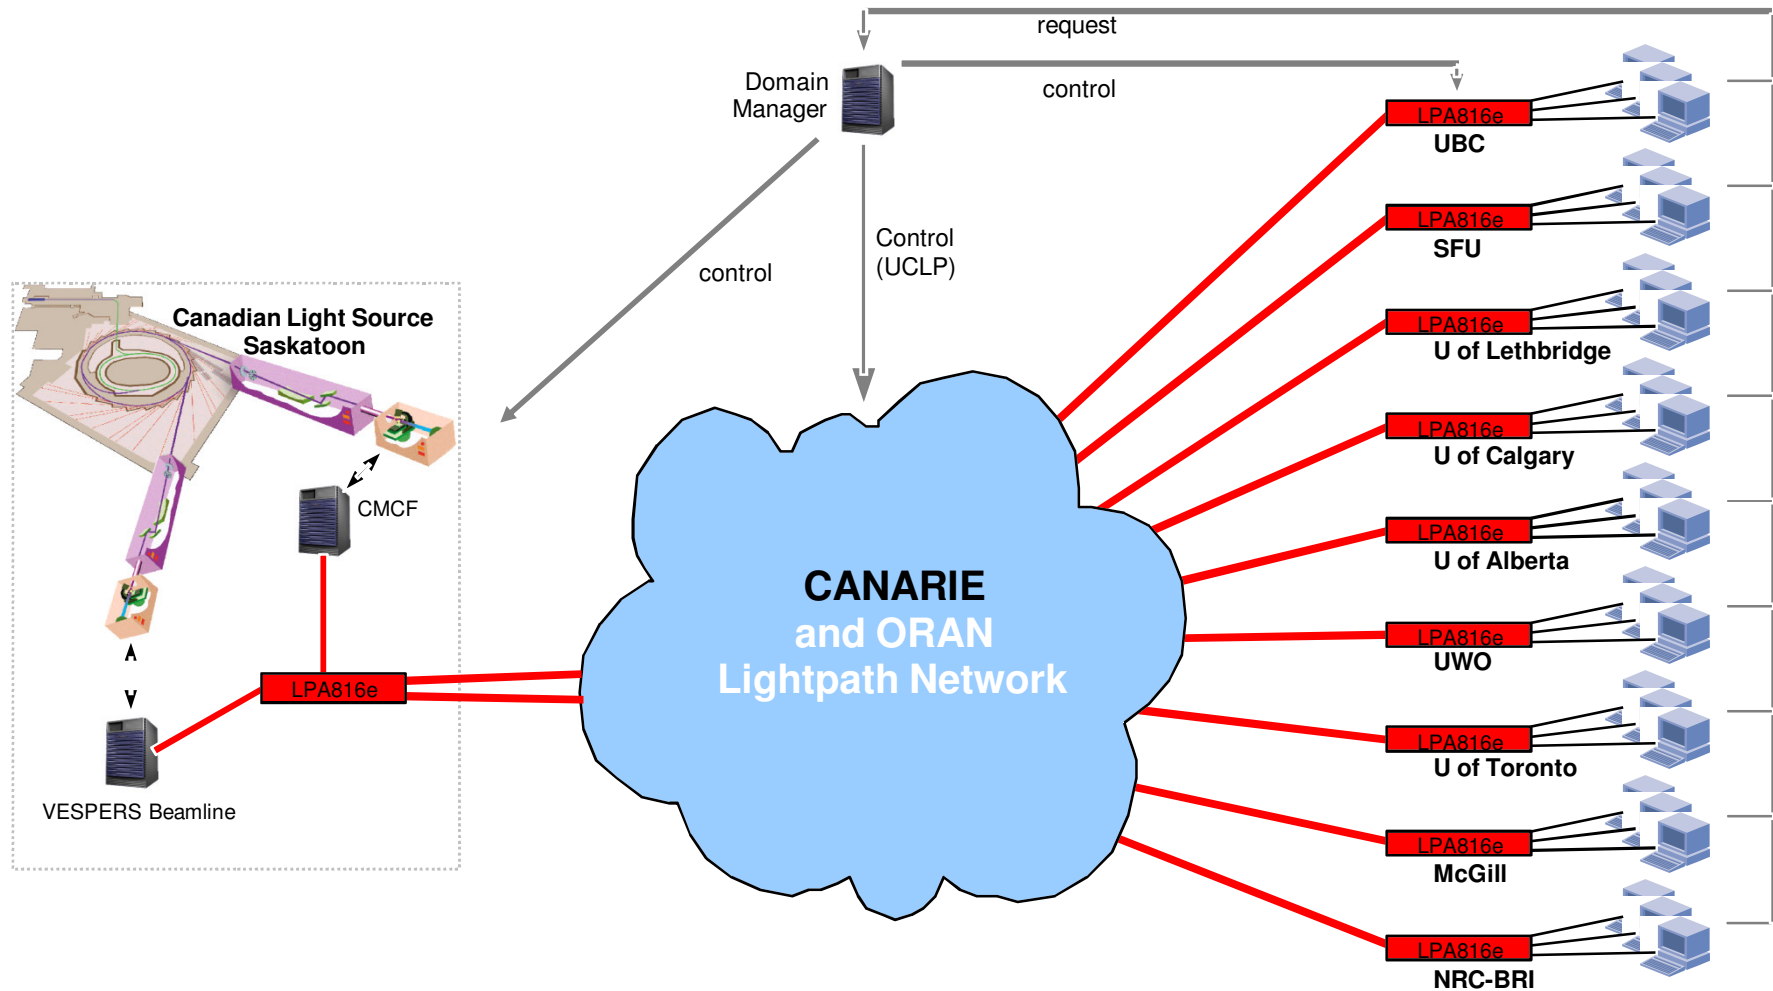 request
Domain
Manager
control
LPA816e
UBC
LPA816e
SFU
Control
(UCLP)
control
Canadian Light Source
Saskatoon
LPA816e
U of Lethbridge
LPA816e
U of Calgary
CMCF
LPA816e
U of Alberta
CANARIE
and ORAN
Lightpath Network
LPA816e
UWO
LPA816e
LPA816e
U of Toronto
VESPERS Beamline
LPA816e
McGill
LPA816e
NRC-BRI